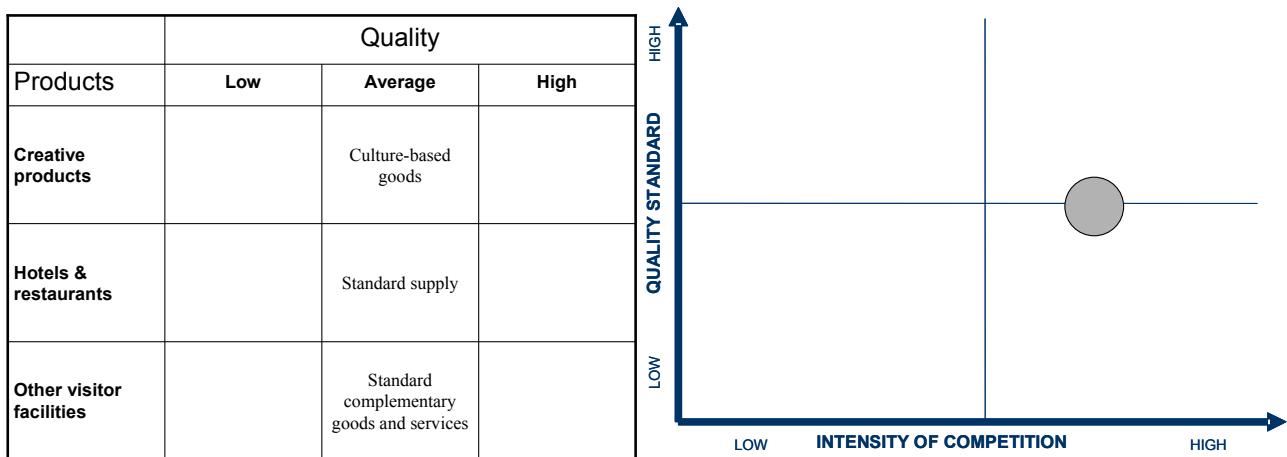 Quality
Products
Low
Average
High
Creative
products
Culture-based
goods
Hotels &
restaurants
Standard supply
Other visitor
facilities
Standard
complementary
goods and services
HIGH
QUALITY STANDARD
LOW
LOW
INTENSITY OF COMPETITION
HIGH